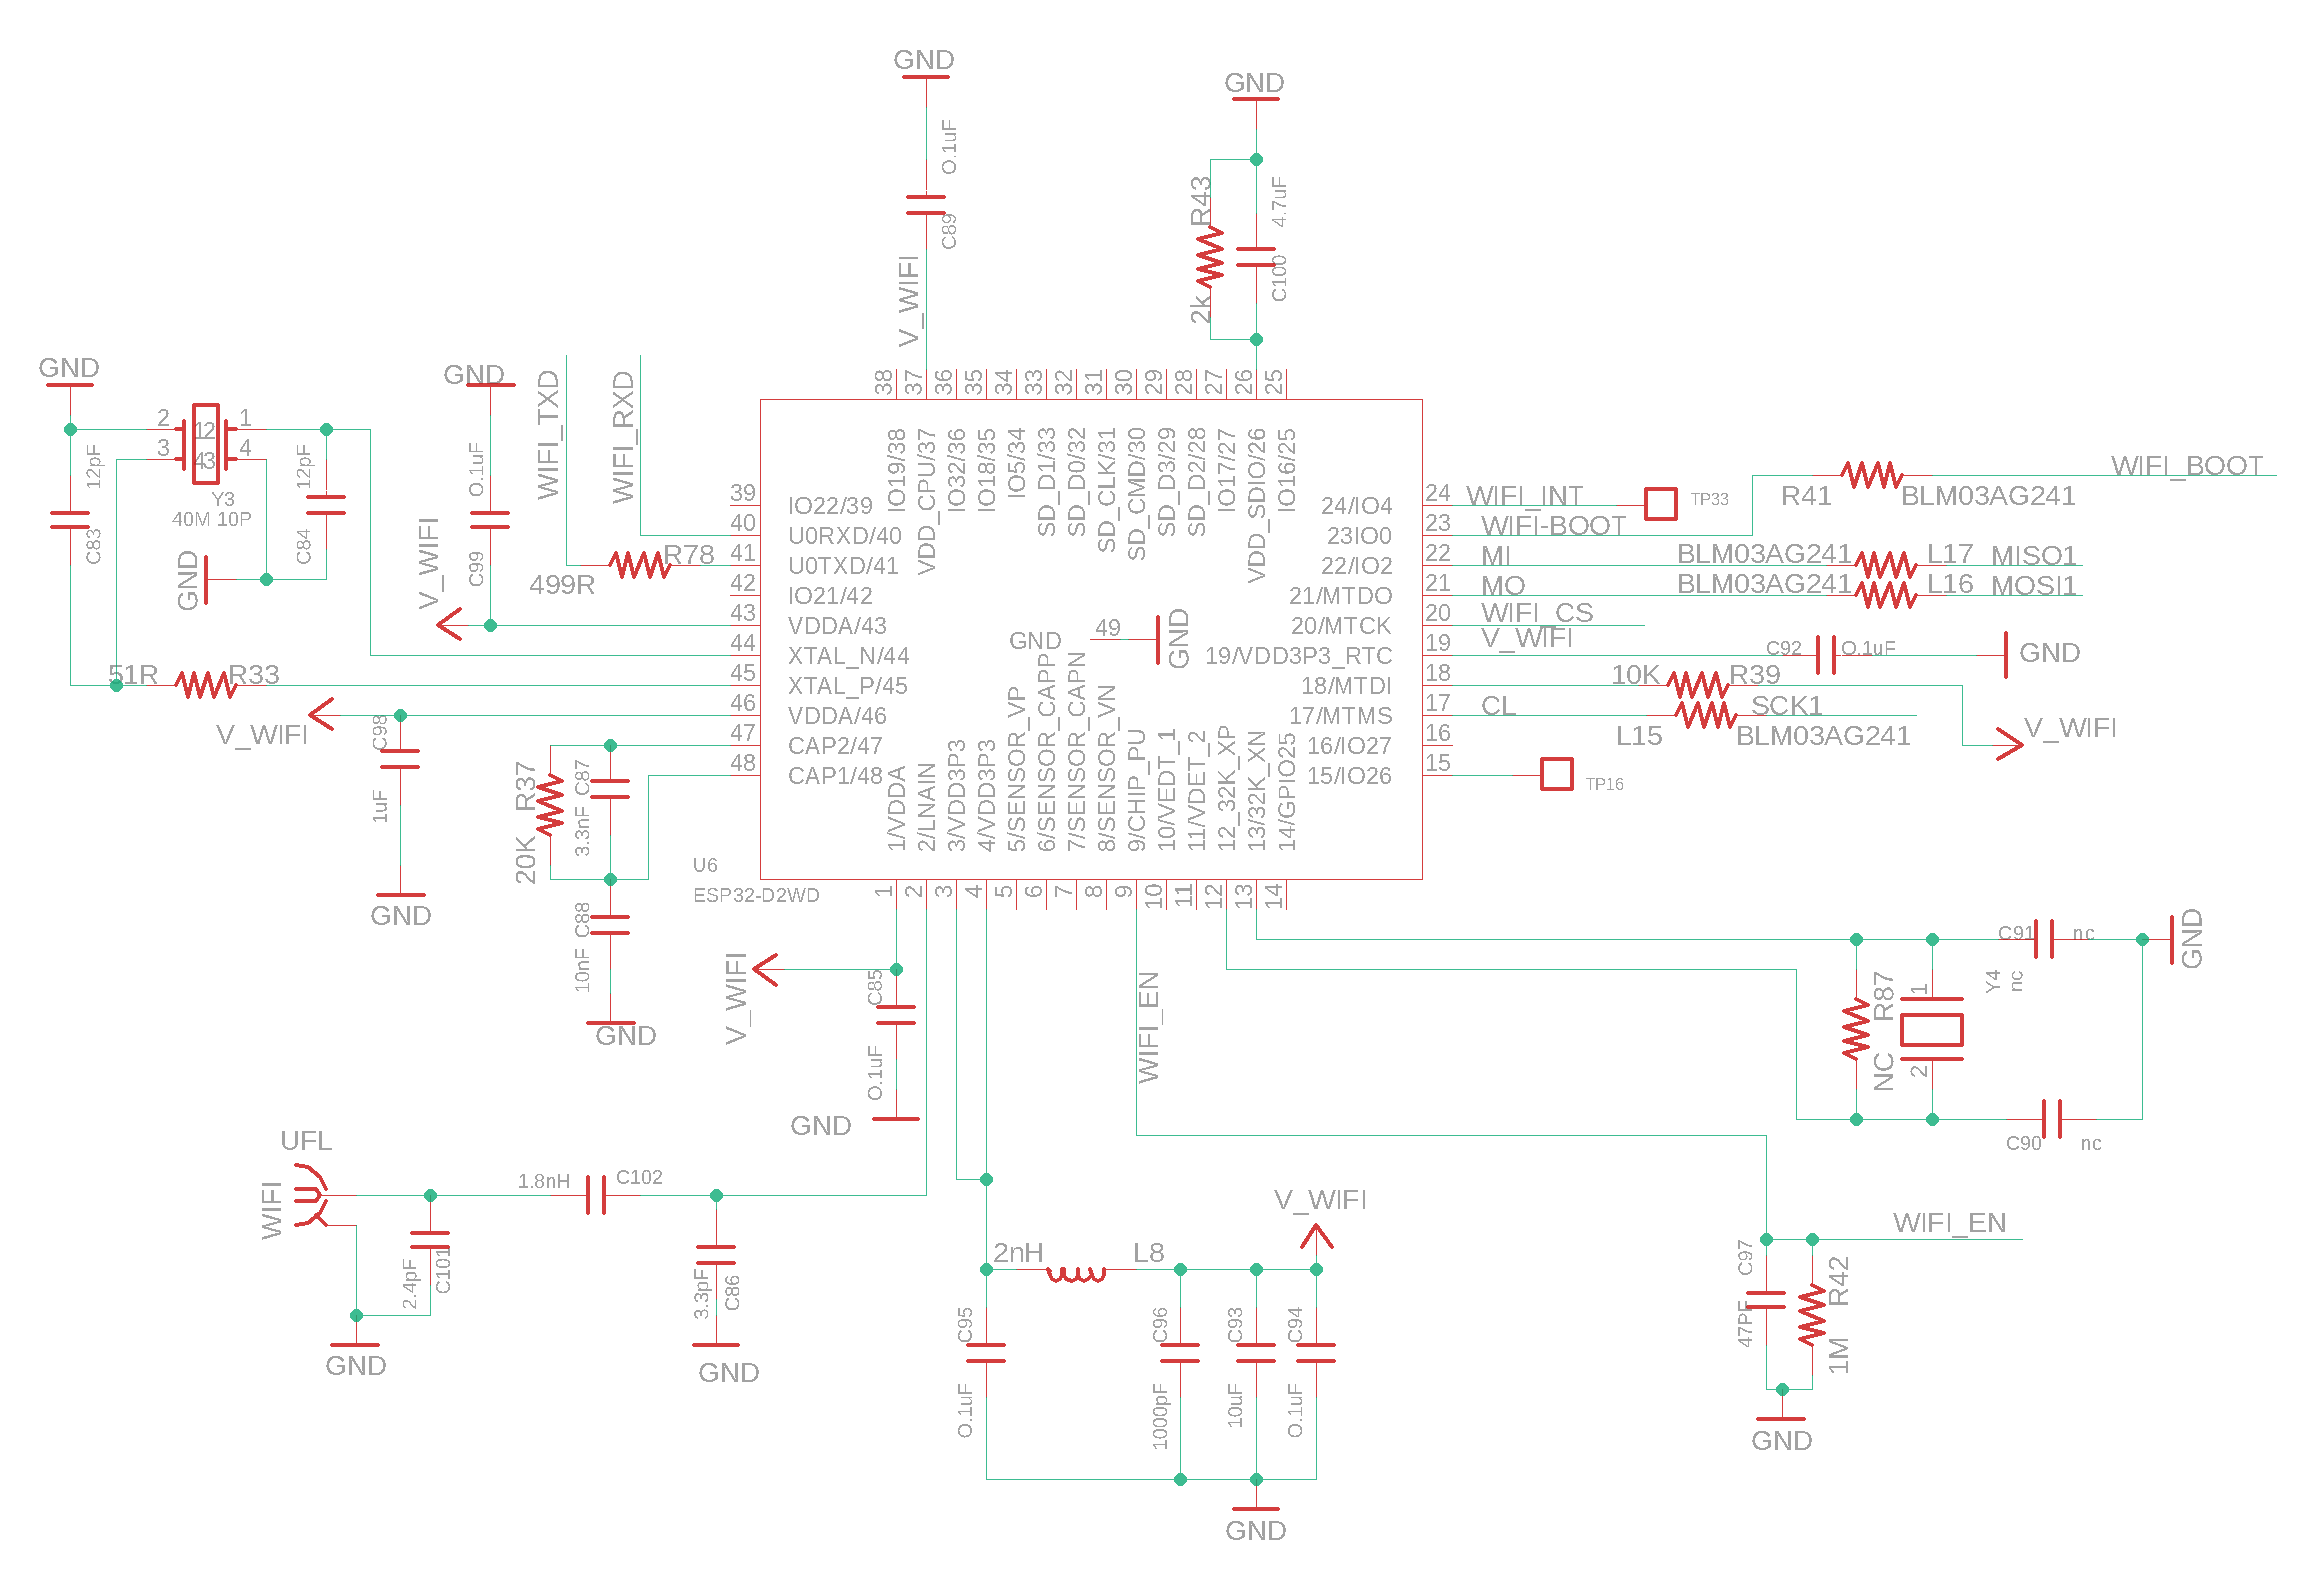 GND
O.1uF
C89
V_WIFI
GND
R43
2k
4.7uF
C100
GND
2
1
3
4
12
43
Y3
40M 10P
12pF
C83
12pF
C84
GND
GND
O.1uF
C99
V_WIFI
WIFI_TXD
WIFI_RXD
499R
R78
51R
R33
V_WIFI
C98
1uF
GND
R37
20K
C87
3.3nF
C88
10nF
GND
38
37
36
35
34
33
32
31
30
29
28
27
26
25
IO19/38
VDD_CPU/37
IO32/36
IO18/35
IO5/34
SD_D1/33
SD_D0/32
SD_CLK/31
SD_CMD/30
SD_D3/29
SD_D2/28
IO17/27
VDD_SDIO/26
IO16/25
39
40
41
42
43
44
45
46
47
48
IO22/39
U0RXD/40
U0TXD/41
IO21/42
VDDA/43
XTAL_N/44
XTAL_P/45
VDDA/46
CAP2/47
CAP1/48
GND
49
GND
24/IO4
23IO0
22/IO2
21/MTDO
20/MTCK
19/VDD3P3_RTC
18/MTDI
17/MTMS
16/IO27
15/IO26
24
23
22
21
20
19
18
17
16
15
1/VDDA
2/LNAIN
3/VDD3P3
4/VDD3P3
5/SENSOR_VP
6/SENSOR_CAPP
7/SENSOR_CAPN
8/SENSOR_VN
9/CHIP_PU
10/VEDT_1
11/VDET_2
12_32K_XP
13/32K_XN
14/GPIO25
1
2
3
4
5
6
7
8
9
10
11
12
13
14
U6
ESP32-D2WD
WIFI_INT
TP33
WIFI-BOOT
R41
BLM03AG241
WIFI_BOOT
MI
BLM03AG241
L17
MISO1
MO
BLM03AG241
L16
MOSI1
WIFI_CS
V_WIFI
C92
O.1uF
GND
10K
R39
V_WIFI
CL
SCK1
L15
BLM03AG241
TP16
V_WIFI
C85
O.1uF
GND
WIFI_EN
C91
nc
GND
Y4
nc
R87
NC
1
2
C90
nc
UFL
WIFI
1.8nH
C102
2.4pF
C101
GND
3.3pF
C86
GND
2nH
L8
V_WIFI
C95
O.1uF
C96
1000pF
C93
10uF
C94
O.1uF
GND
WIFI_EN
C97
47PF
R42
1M
GND